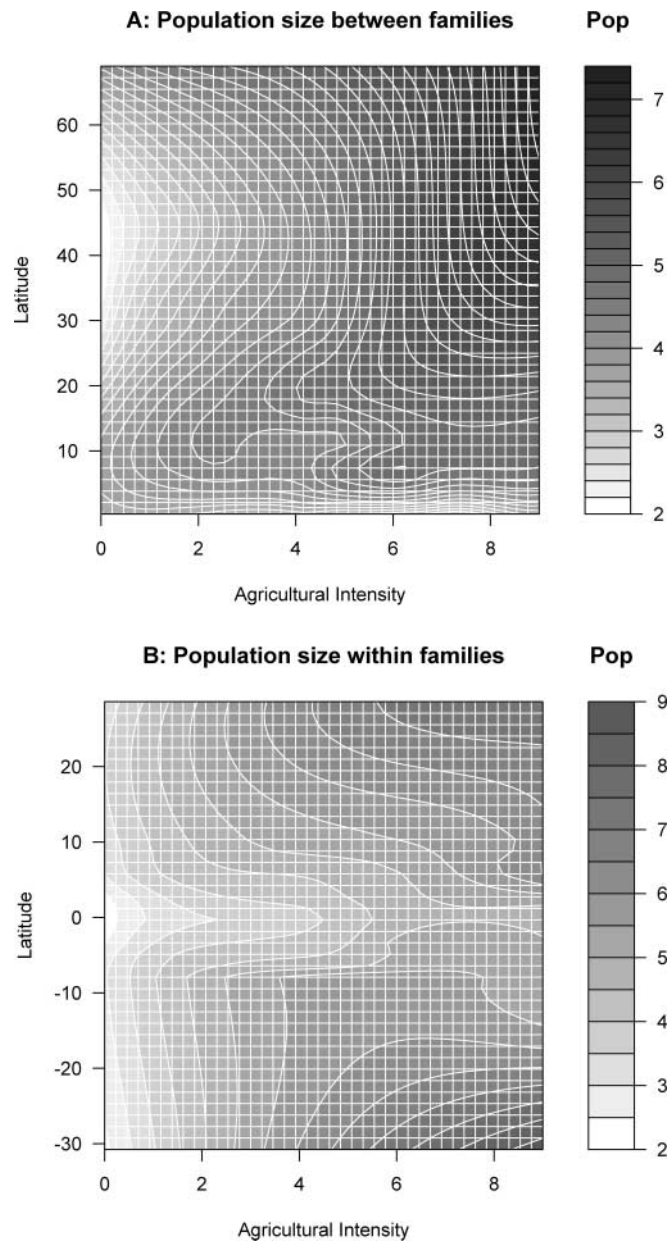 A: Population size between families
Pop
60
50
40
30
20
10
Latitude
0 2 4 6 8
Agricultural Intensity
7
6
5
4
3
2
B: Population size within families
Pop
20
10
0
-10
-20
-30
Latitude
0 2 4 6 8
Agricultural Intensity
9
8
7
6
5
4
3
2